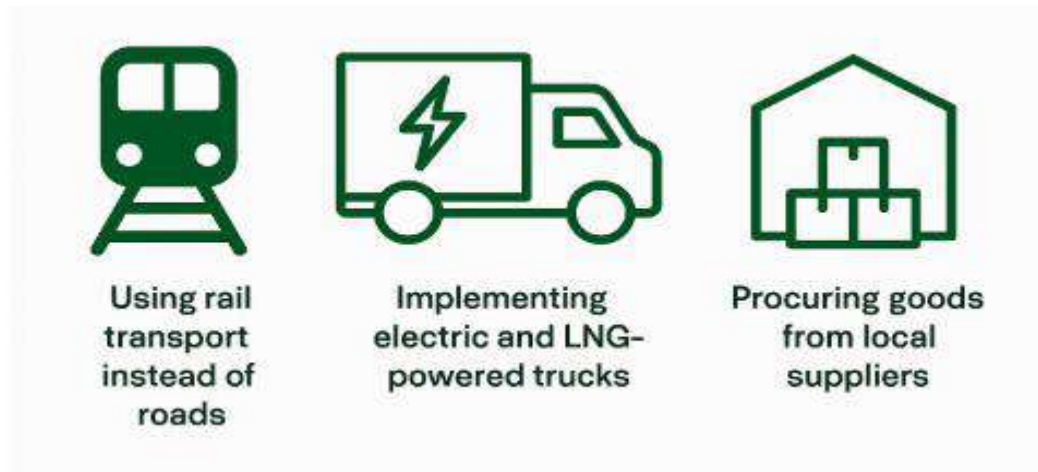 Using rail
transport
instead of
roads
Implementing
electric and LNG-
powered trucks
Procuring goods
from local
suppliers